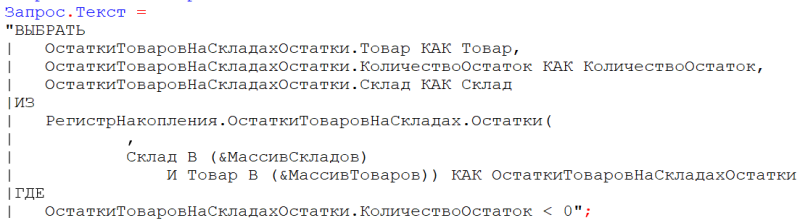 Запрос.Текст =
"ВЫБРАТЬ
|   ОстаткиТоваровНаСкладахОстатки.Товар КАК Товар,
|   ОстаткиТоваровНаСкладахОстатки.КоличествоОстаток КАК КоличествоОстаток,
|   ОстаткиТоваровНаСкладахОстатки.Склад КАК Склад
|ИЗ
|   РегистрНакопления.ОстаткиТоваровНаСкладах.Остатки(
|           ,
|           Склад В (&МассивСкладов)
|               И Товар В (&МассивТоваров)) КАК ОстаткиТоваровНаСкладахОстатки
|ГДЕ
|   ОстаткиТоваровНаСкладахОстатки.КоличествоОстаток < 0";